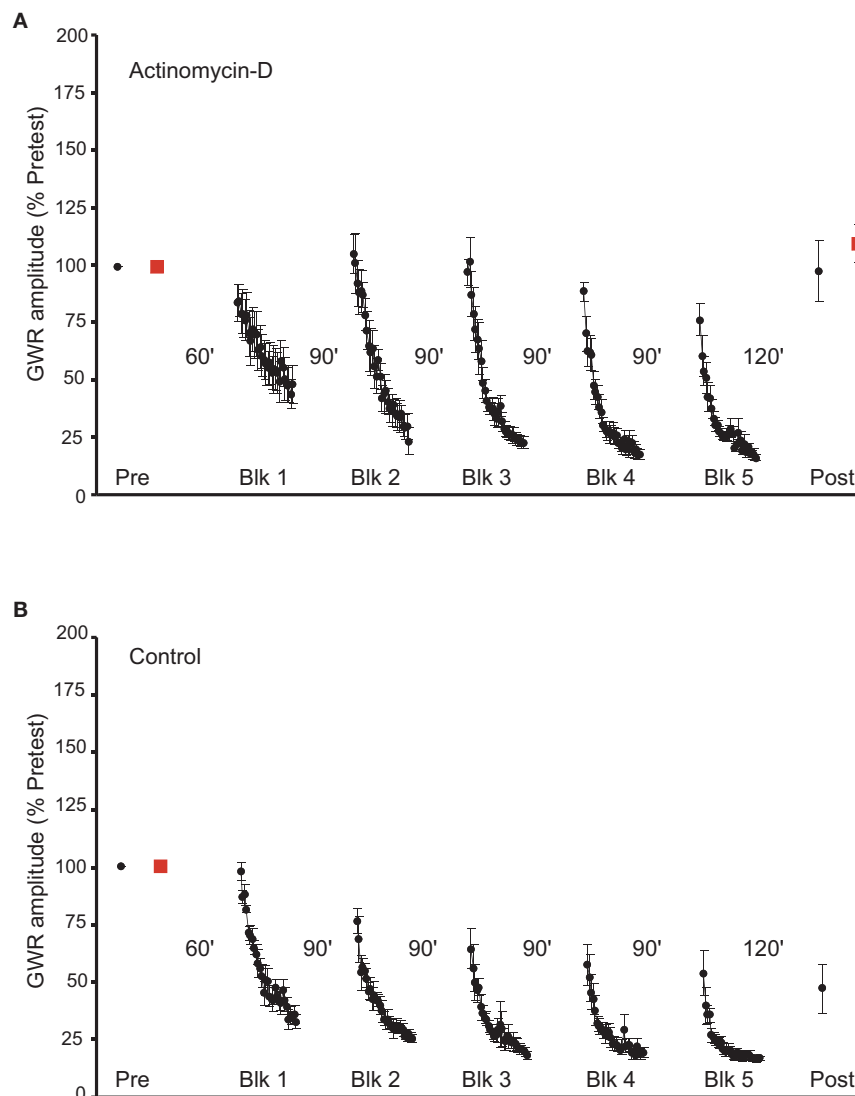 A
200
Actinomycin-D
175
150
125
100
75
60' 90' 90' 90' 90' 120'
50
25
0
Pre Blk 1 Blk 2 Blk 3 Blk 4 Blk 5 Post
GWR amplitude (% Pretest)
B
200
Control
175
150
125
100
75
60' 90' 90' 90' 90' 120'
50
25
0
Pre Blk 1 Blk 2 Blk 3 Blk 4 Blk 5 Post
GWR amplitude (% Pretest)